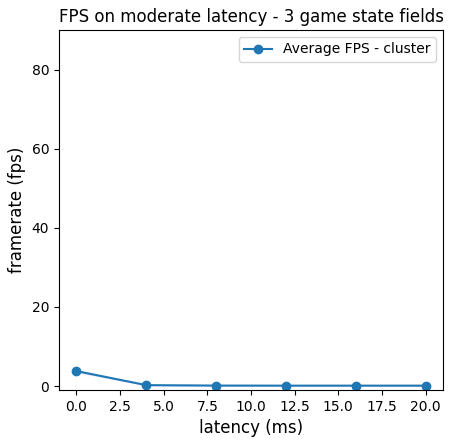 FPS on moderate latency - 3 game state fields
Average FPS - cluster
80
60
40
20
0
framerate (fps)
0.0 2.5 5.0 7.5 10.0 12.5 15.0 17.5 20.0
latency (ms)